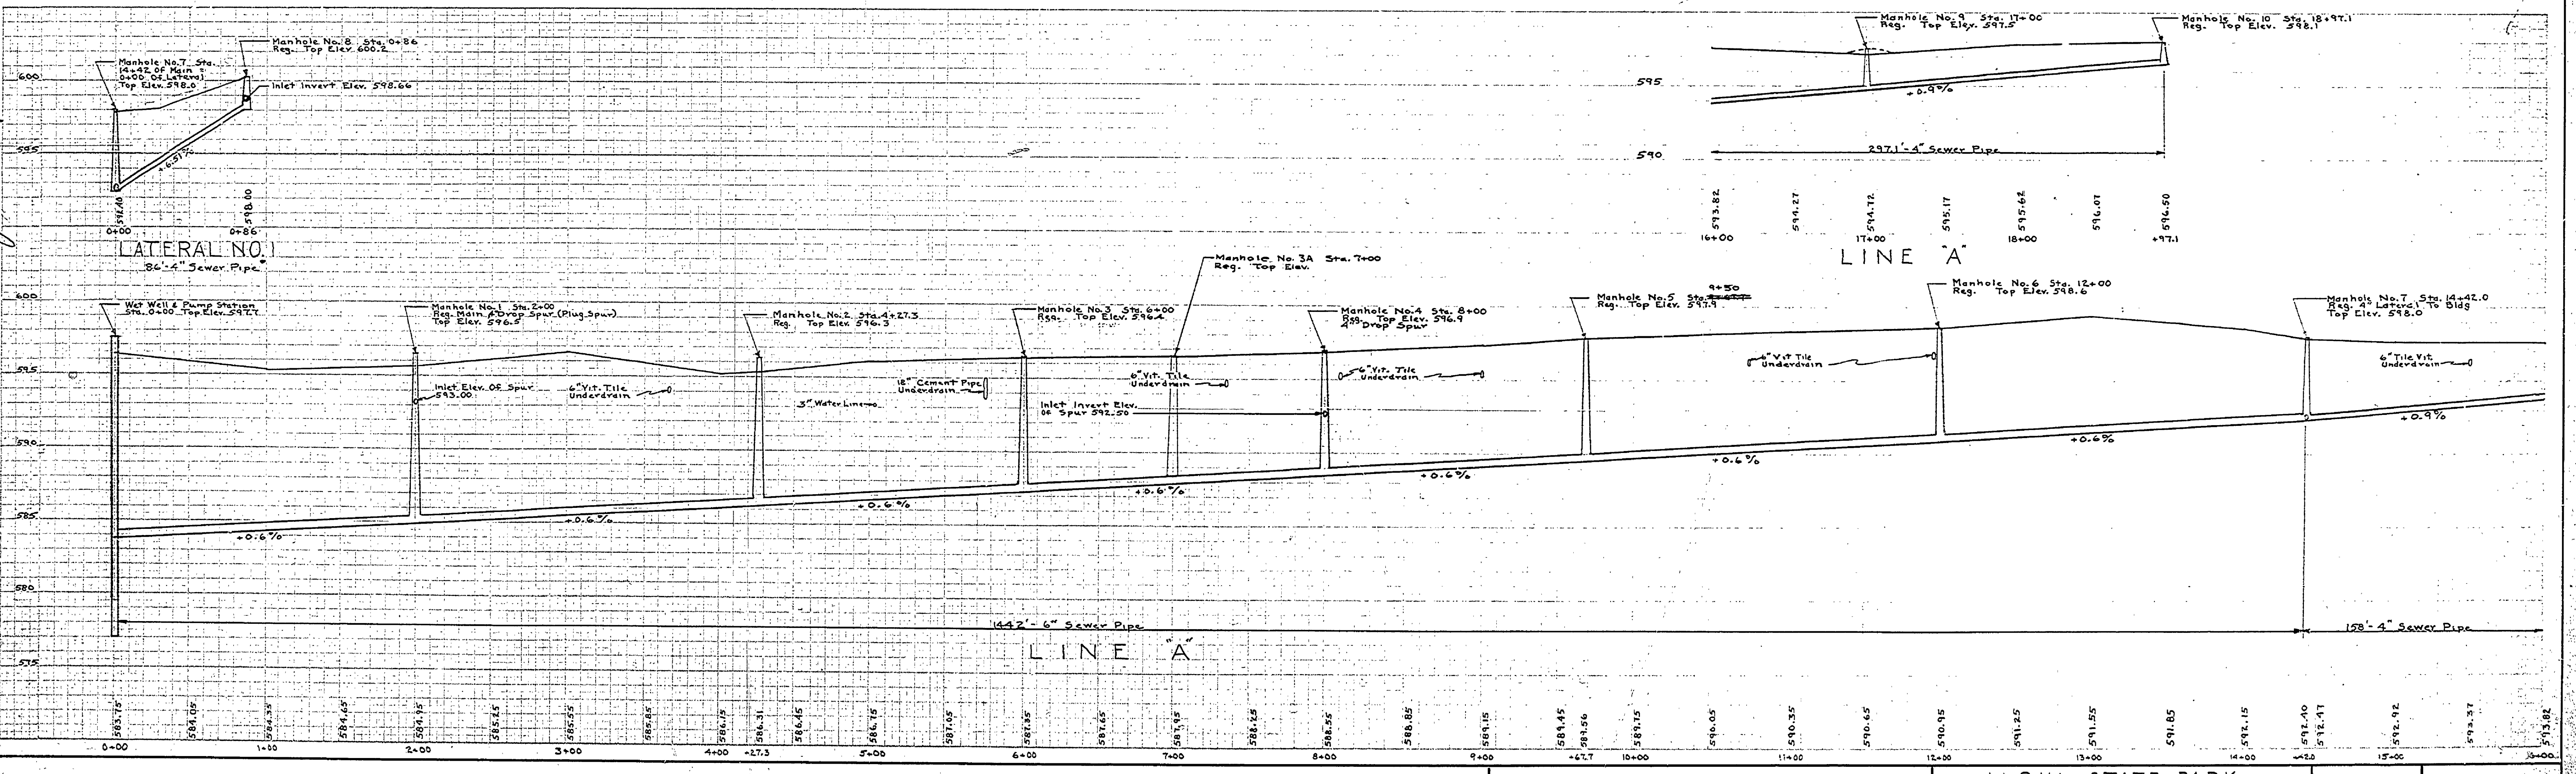 Manhole No. 8 Sta. 0+86
Reg. Top Elev 600.2
Manhole No. 7 Sta.
14+42 Of Main
0+00 Of Lateral
Top Elev. 598.0
Inlet Invert Elev. 598.66
600
595
+6.51%
592.40
598.00
0+00
0+86
LATERAL NO. 1
86'-4" Sewer Pipe
Manhole No. 9 Sta. 17+00
Reg. Top Elev. 597.5
Manhole No. 10 Sta. 18+97.1
Reg. Top Elev. 598.1
595
+0.9%
590
297.1'-4" Sewer Pipe
593.82
594.27
594.72
595.17
595.62
596.07
596.50
16+00
17+00
18+00
+97.1
LINE "A"
600
Wet Well & Pump Station
Sta. 0+00 Top Elev. 597.7
Manhole No. 1 Sta. 2+00
Reg. Main & Drop Spur (Plug Spur)
Top Elev. 596.5
Manhole No. 2 Sta. 4+27.3
Reg. Top Elev. 596.3
Manhole No. 3 Sta. 6+00
Reg. Top Elev. 596.4
Manhole No. 3A Sta. 7+00
Reg. Top Elev.
Manhole No. 4 Sta. 8+00
Reg. Top Elev. 596.9
4" Drop Spur
9+50
Manhole No. 5 Sta.
Reg. Top Elev. 597.9
Manhole No. 6 Sta. 12+00
Reg. Top Elev. 598.6
Manhole No. 7 Sta. 14+42.0
Reg. 4" Lateral To Bldg
Top Elev. 598.0
595
Inlet Elev. Of Spur
593.00
6" Vit. Tile
Underdrain
3" Water Line
18" Cement Pipe
Underdrain
6" Vit. Tile
Underdrain
Inlet Invert Elev.
Of Spur 592.50
6" Vit. Tile
Underdrain
6" Vit Tile
Underdrain
6" Tile Vit
Underdrain
590
585
580
575
+0.6%
+0.6%
+0.6%
+0.6%
+0.6%
+0.6%
+0.6%
+0.9%
1442'-6" Sewer Pipe
158'-4" Sewer Pipe
LINE "A"
583.75
584.05
584.35
584.65
584.95
585.25
585.55
585.85
586.15
586.31
586.45
586.75
587.05
587.35
587.65
587.95
588.25
588.55
588.85
589.15
589.45
589.56
589.75
590.05
590.35
590.65
590.95
591.25
591.55
591.85
592.15
592.40
592.47
592.92
593.37
593.82
0+00
1+00
2+00
3+00
4+00
+27.3
5+00
6+00
7+00
8+00
9+00
+67.7
10+00
11+00
12+00
13+00
14+00
+42.0
15+00
16+00
STATE PARK